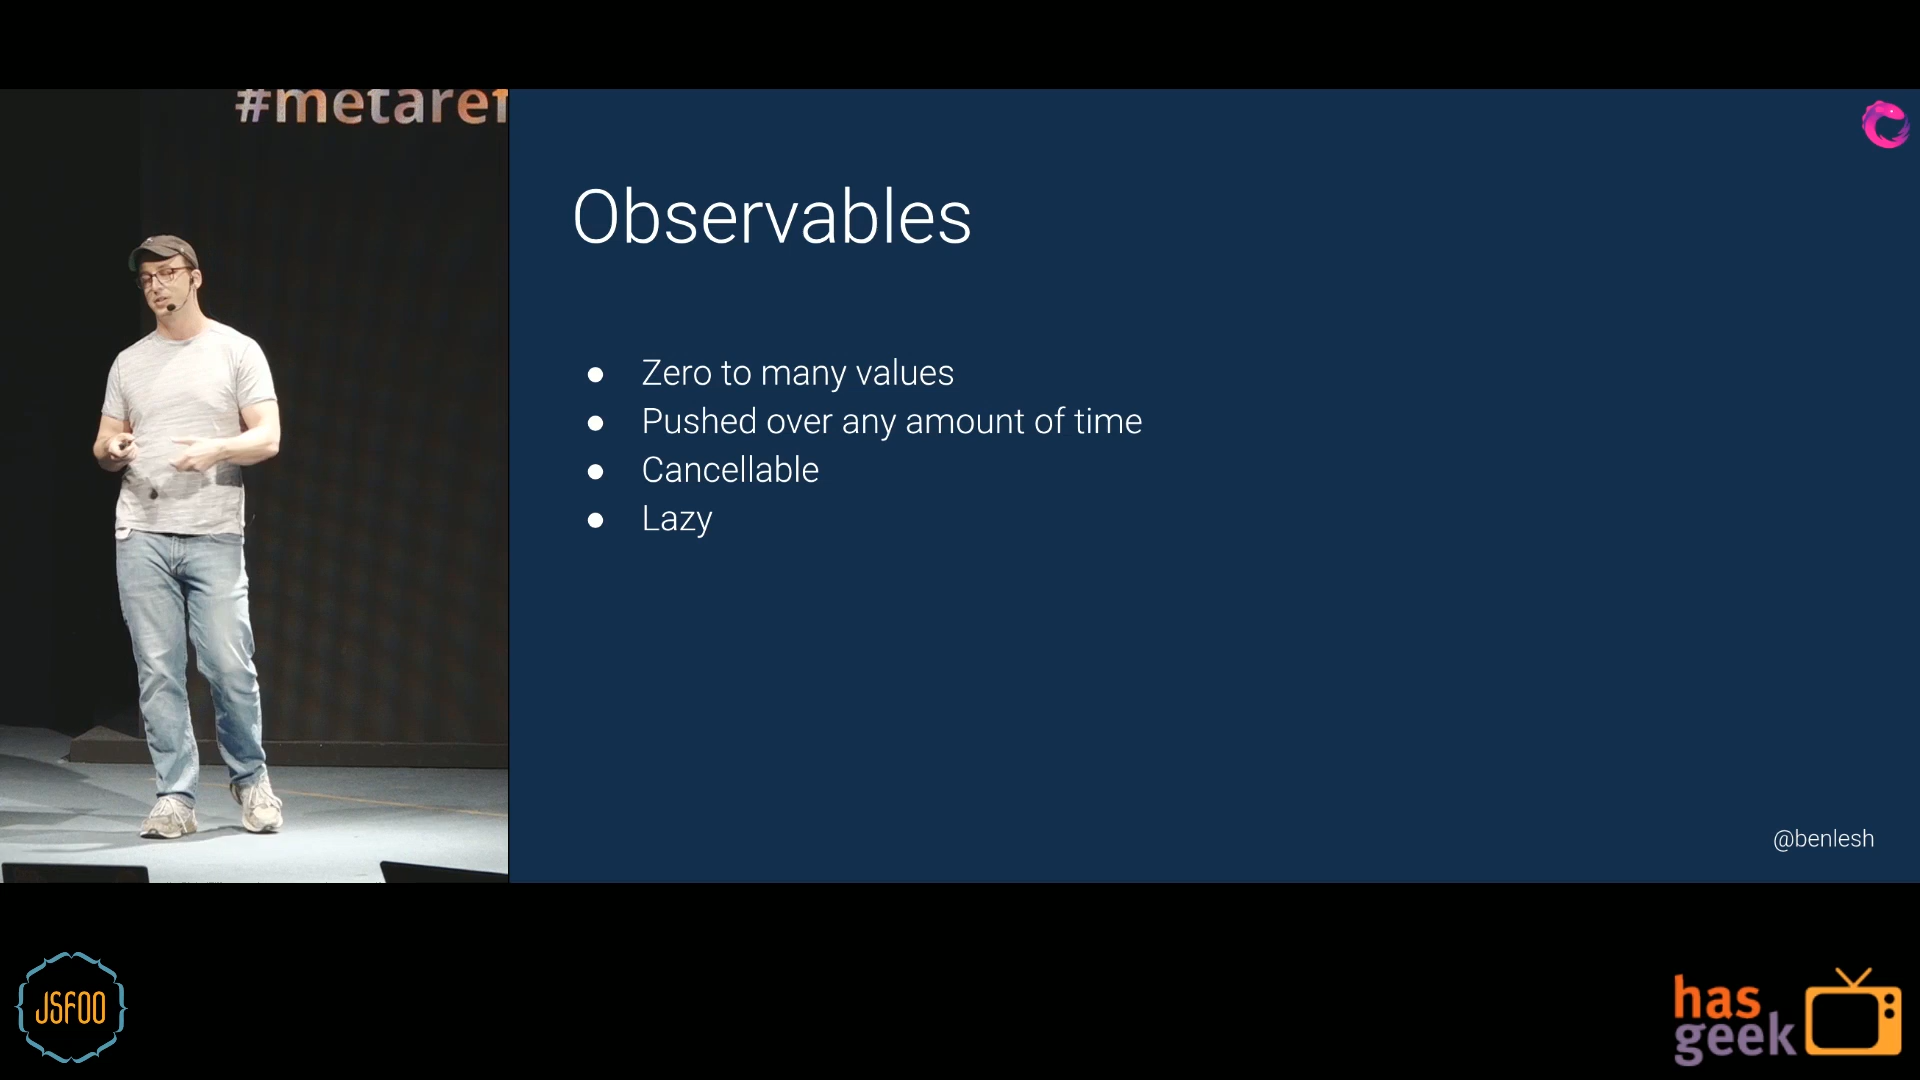 #metaref
Observables
● Zero to many values
● Pushed over any amount of time
● Cancellable
● Lazy
@benlesh
JSFOO
has
geek